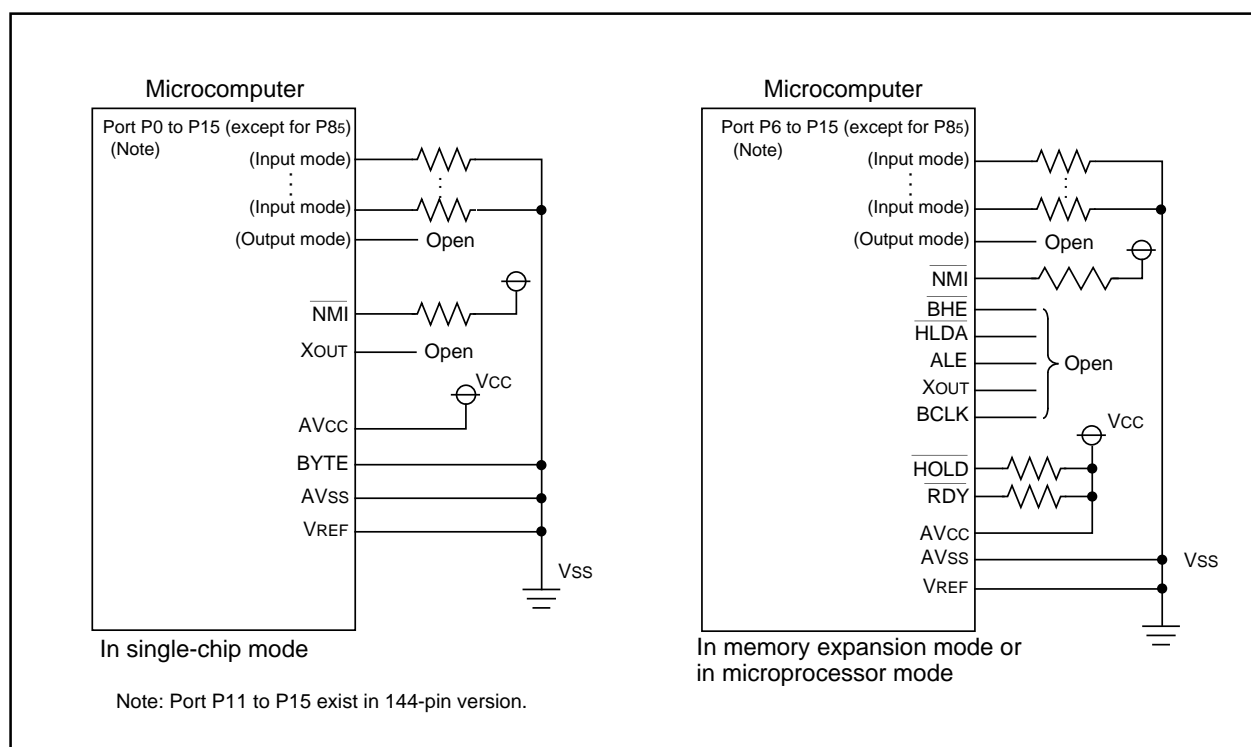 Microcomputer
Port P0 to P15 (except for P85)
(Note)
(Input mode)
(Input mode)
(Output mode)
Open
NMI
XOUT
Open
VCC
AVCC
BYTE
AVSS
VREF
VSS
In single-chip mode
Note: Port P11 to P15 exist in 144-pin version.
Microcomputer
Port P6 to P15 (except for P85)
(Note)
(Input mode)
(Input mode)
(Output mode)
Open
NMI
BHE
HLDA
ALE
Open
XOUT
BCLK
VCC
HOLD
RDY
AVCC
AVSS
VSS
VREF
In memory expansion mode or
in microprocessor mode